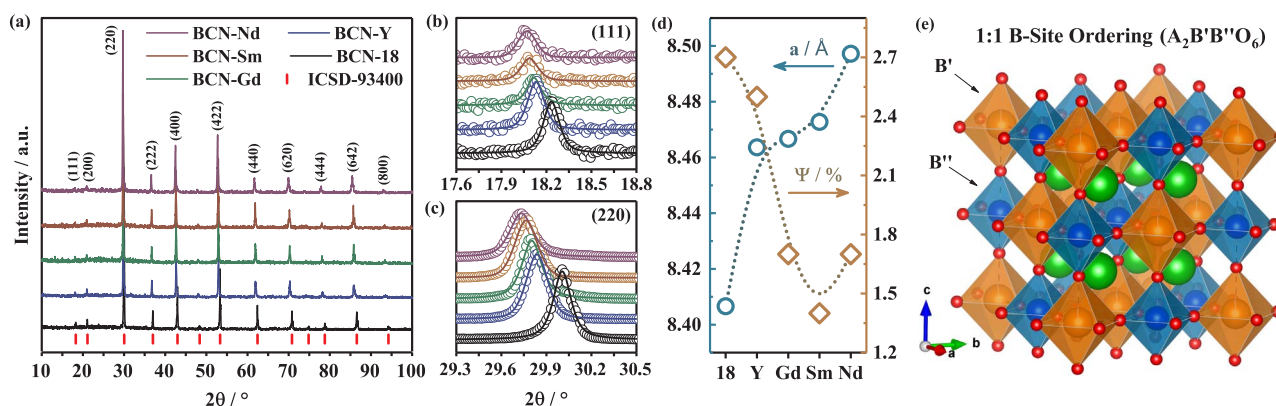 (a)
BCN-Nd
BCN-Y
BCN-Sm
BCN-18
BCN-Gd
ICSD-93400
(111)
(200)
(220)
(222)
(400)
(422)
(440)
(620)
(444)
(642)
(800)
Intensity / a.u.
10 20 30 40 50 60 70 80 90 100
2θ / °
(b)
(111)
17.6 17.9 18.2 18.5 18.8
(c)
(220)
29.3 29.6 29.9 30.2 30.5
2θ / °
(d)
8.50
8.48
8.46
8.44
8.42
8.40
a / Å
Ψ / %
2.7
2.4
2.1
1.8
1.5
1.2
18 Y Gd Sm Nd
(e)
1:1 B-Site Ordering (A₂B'B''O₆)
B'
B''
c
b
a